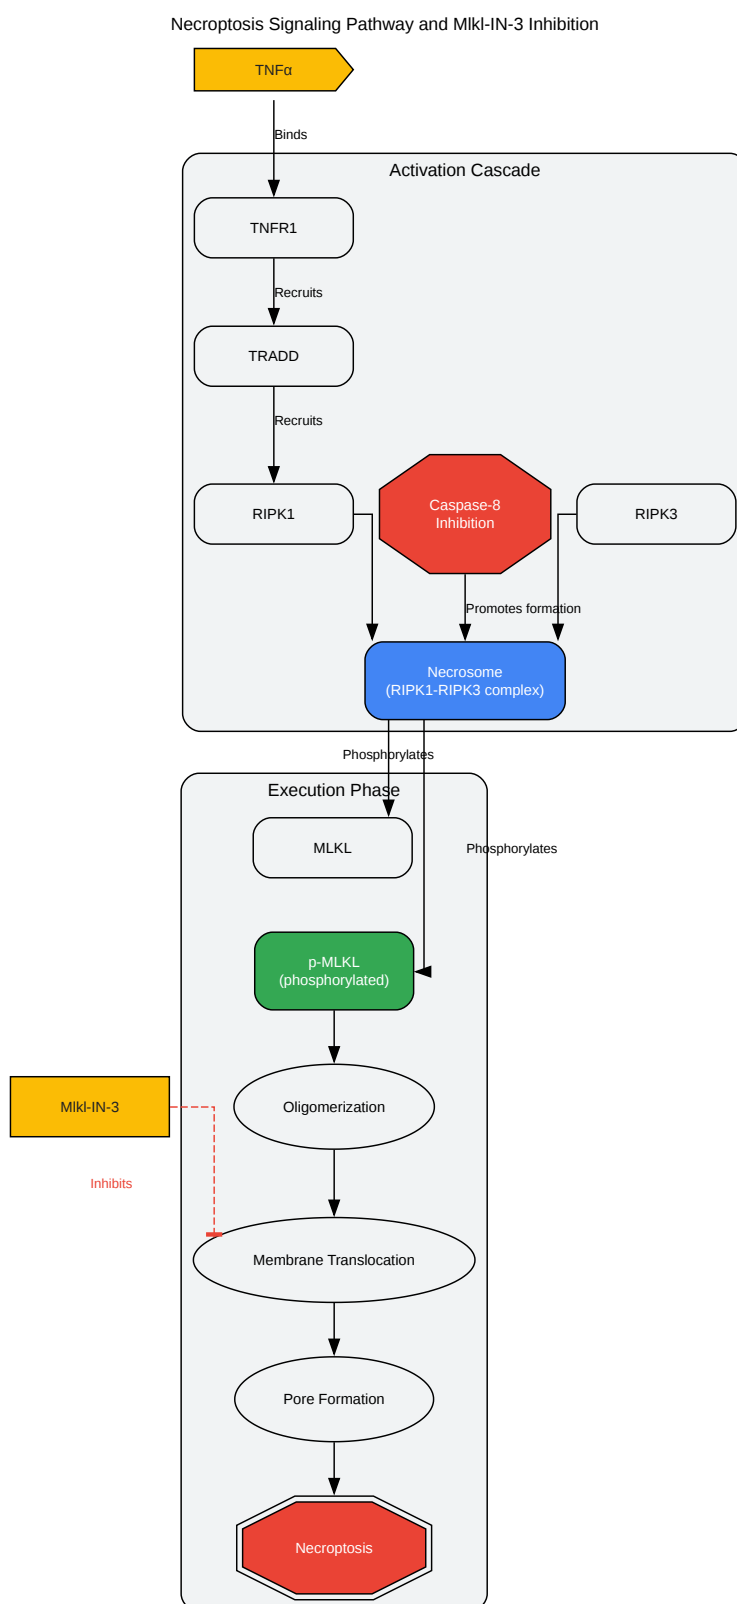 Necroptosis Signaling Pathway and Mlkl-IN-3 Inhibition
TNFα
Binds
Activation Cascade
TNFR1
Recruits
TRADD
Recruits
RIPK1
Caspase-8
Inhibition
RIPK3
Promotes formation
Necrosome
(RIPK1-RIPK3 complex)
Phosphorylates
Execution Phase
MLKL
Phosphorylates
p-MLKL
(phosphorylated)
Mlkl-IN-3
Oligomerization
Inhibits
Membrane Translocation
Pore Formation
Necroptosis